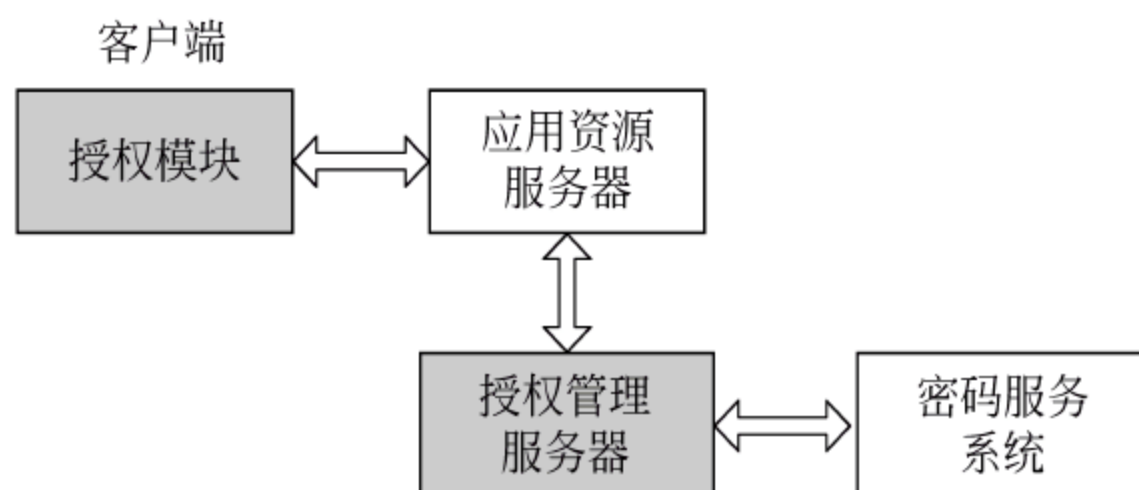 客户端
授权模块
应用资源
服务器
授权管理
服务器
密码服务
系统